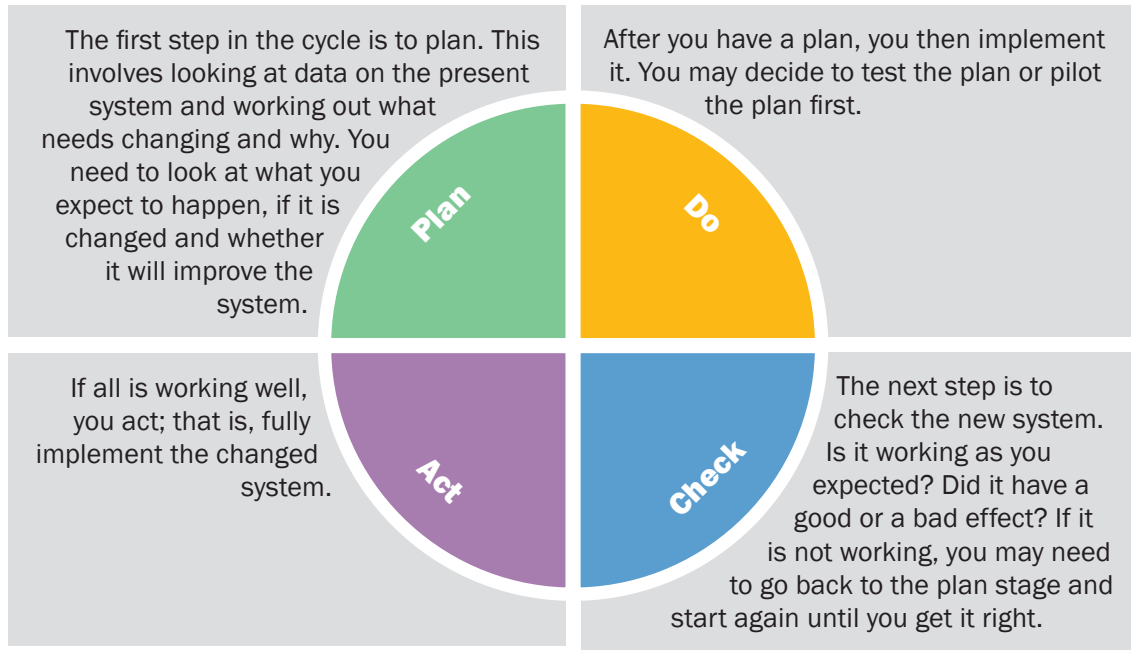 The first step in the cycle is to plan. This
involves looking at data on the present
system and working out what
needs changing and why. You
need to look at what you
expect to happen, if it is
changed and whether
it will improve the
system.
Plan
After you have a plan, you then implement
it. You may decide to test the plan or pilot
the plan first.
Do
If all is working well,
you act; that is, fully
implement the changed
system.
Act
The next step is to
check the new system.
Is it working as you
expected? Did it have a
good or a bad effect? If it
is not working, you may need
to go back to the plan stage and
start again until you get it right.
Check